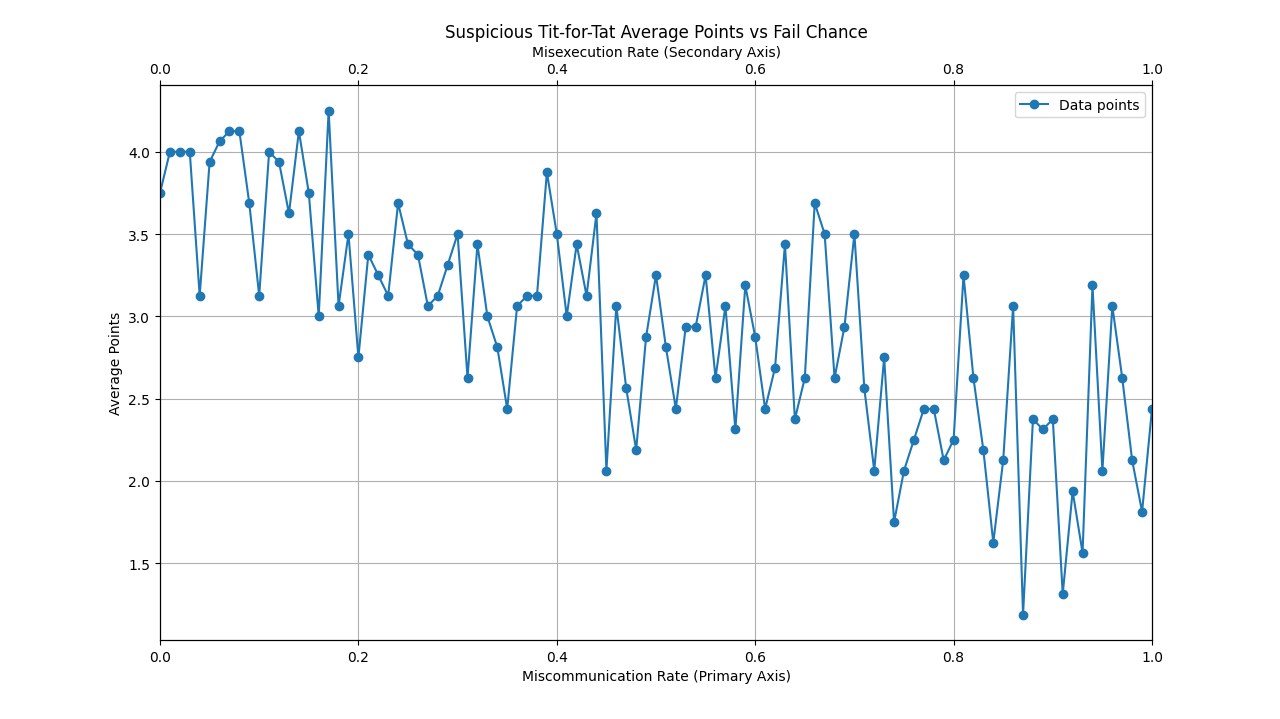 Suspicious Tit-for-Tat Average Points vs Fail Chance
Misexecution Rate (Secondary Axis)
0.0 0.2 0.4 0.6 0.8 1.0
Data points
4.0
3.5
3.0
2.5
2.0
1.5
Average Points
0.0 0.2 0.4 0.6 0.8 1.0
Miscommunication Rate (Primary Axis)